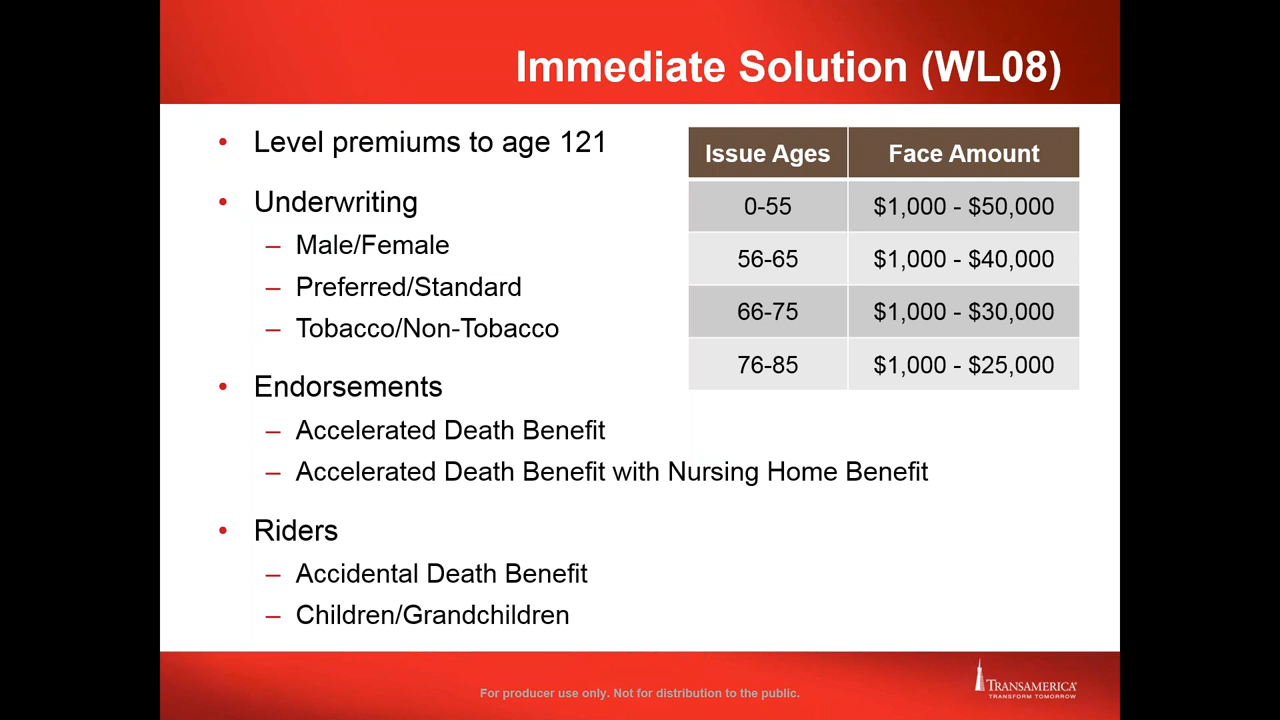 Immediate Solution (WL08)
• Level premiums to age 121
• Underwriting
– Male/Female
– Preferred/Standard
– Tobacco/Non-Tobacco
• Endorsements
– Accelerated Death Benefit
– Accelerated Death Benefit with Nursing Home Benefit
• Riders
– Accidental Death Benefit
– Children/Grandchildren
Issue Ages Face Amount
0-55 $1,000 - $50,000
56-65 $1,000 - $40,000
66-75 $1,000 - $30,000
76-85 $1,000 - $25,000
For producer use only. Not for distribution to the public.
TRANSAMERICA®
TRANSFORM TOMORROW